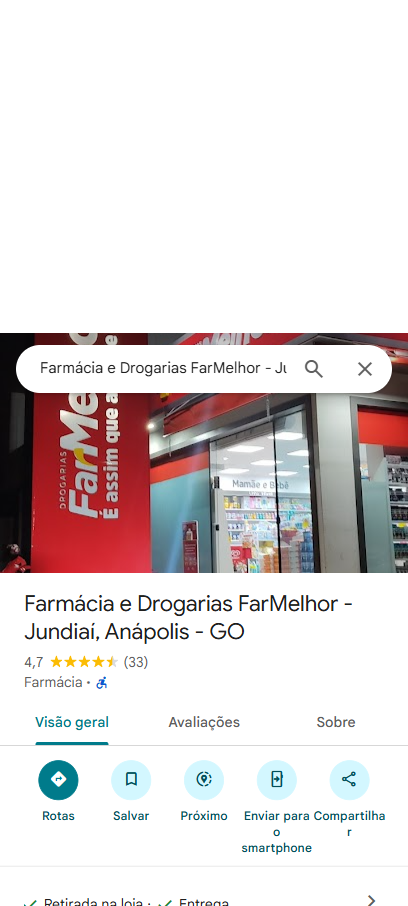 Farmácia e Drogarias FarMelhor - Ju
DROGARIAS
FarMe
É assim que a
Mamãe e Bebê
Farmácia e Drogarias FarMelhor -
Jundiaí, Anápolis - GO
4,7 (33)
Farmácia ·
Visão geral Avaliações Sobre
Rotas Salvar Próximo Enviar para Compartilha
o r
smartphone
Retirada na loja · Entrega